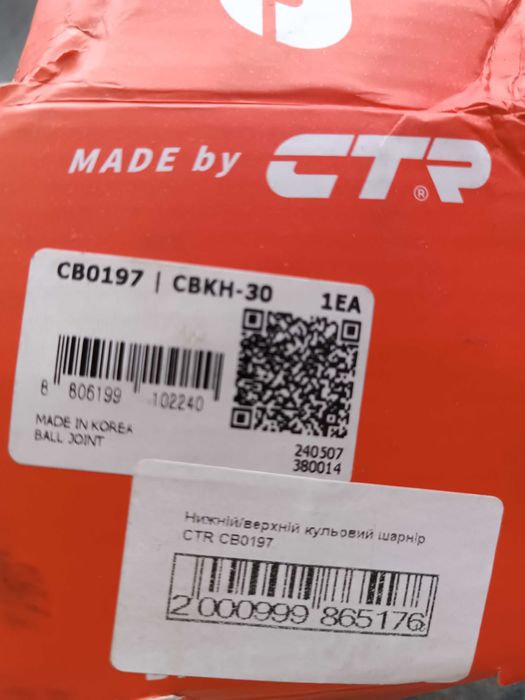 MADE by CTR®
CB0197 | CBKH-30 1EA
8 806199 102240
MADE IN KOREA
BALL JOINT
240507
380014
Нижній/верхній кульовий шарнір
CTR CB0197
2 000999 865176